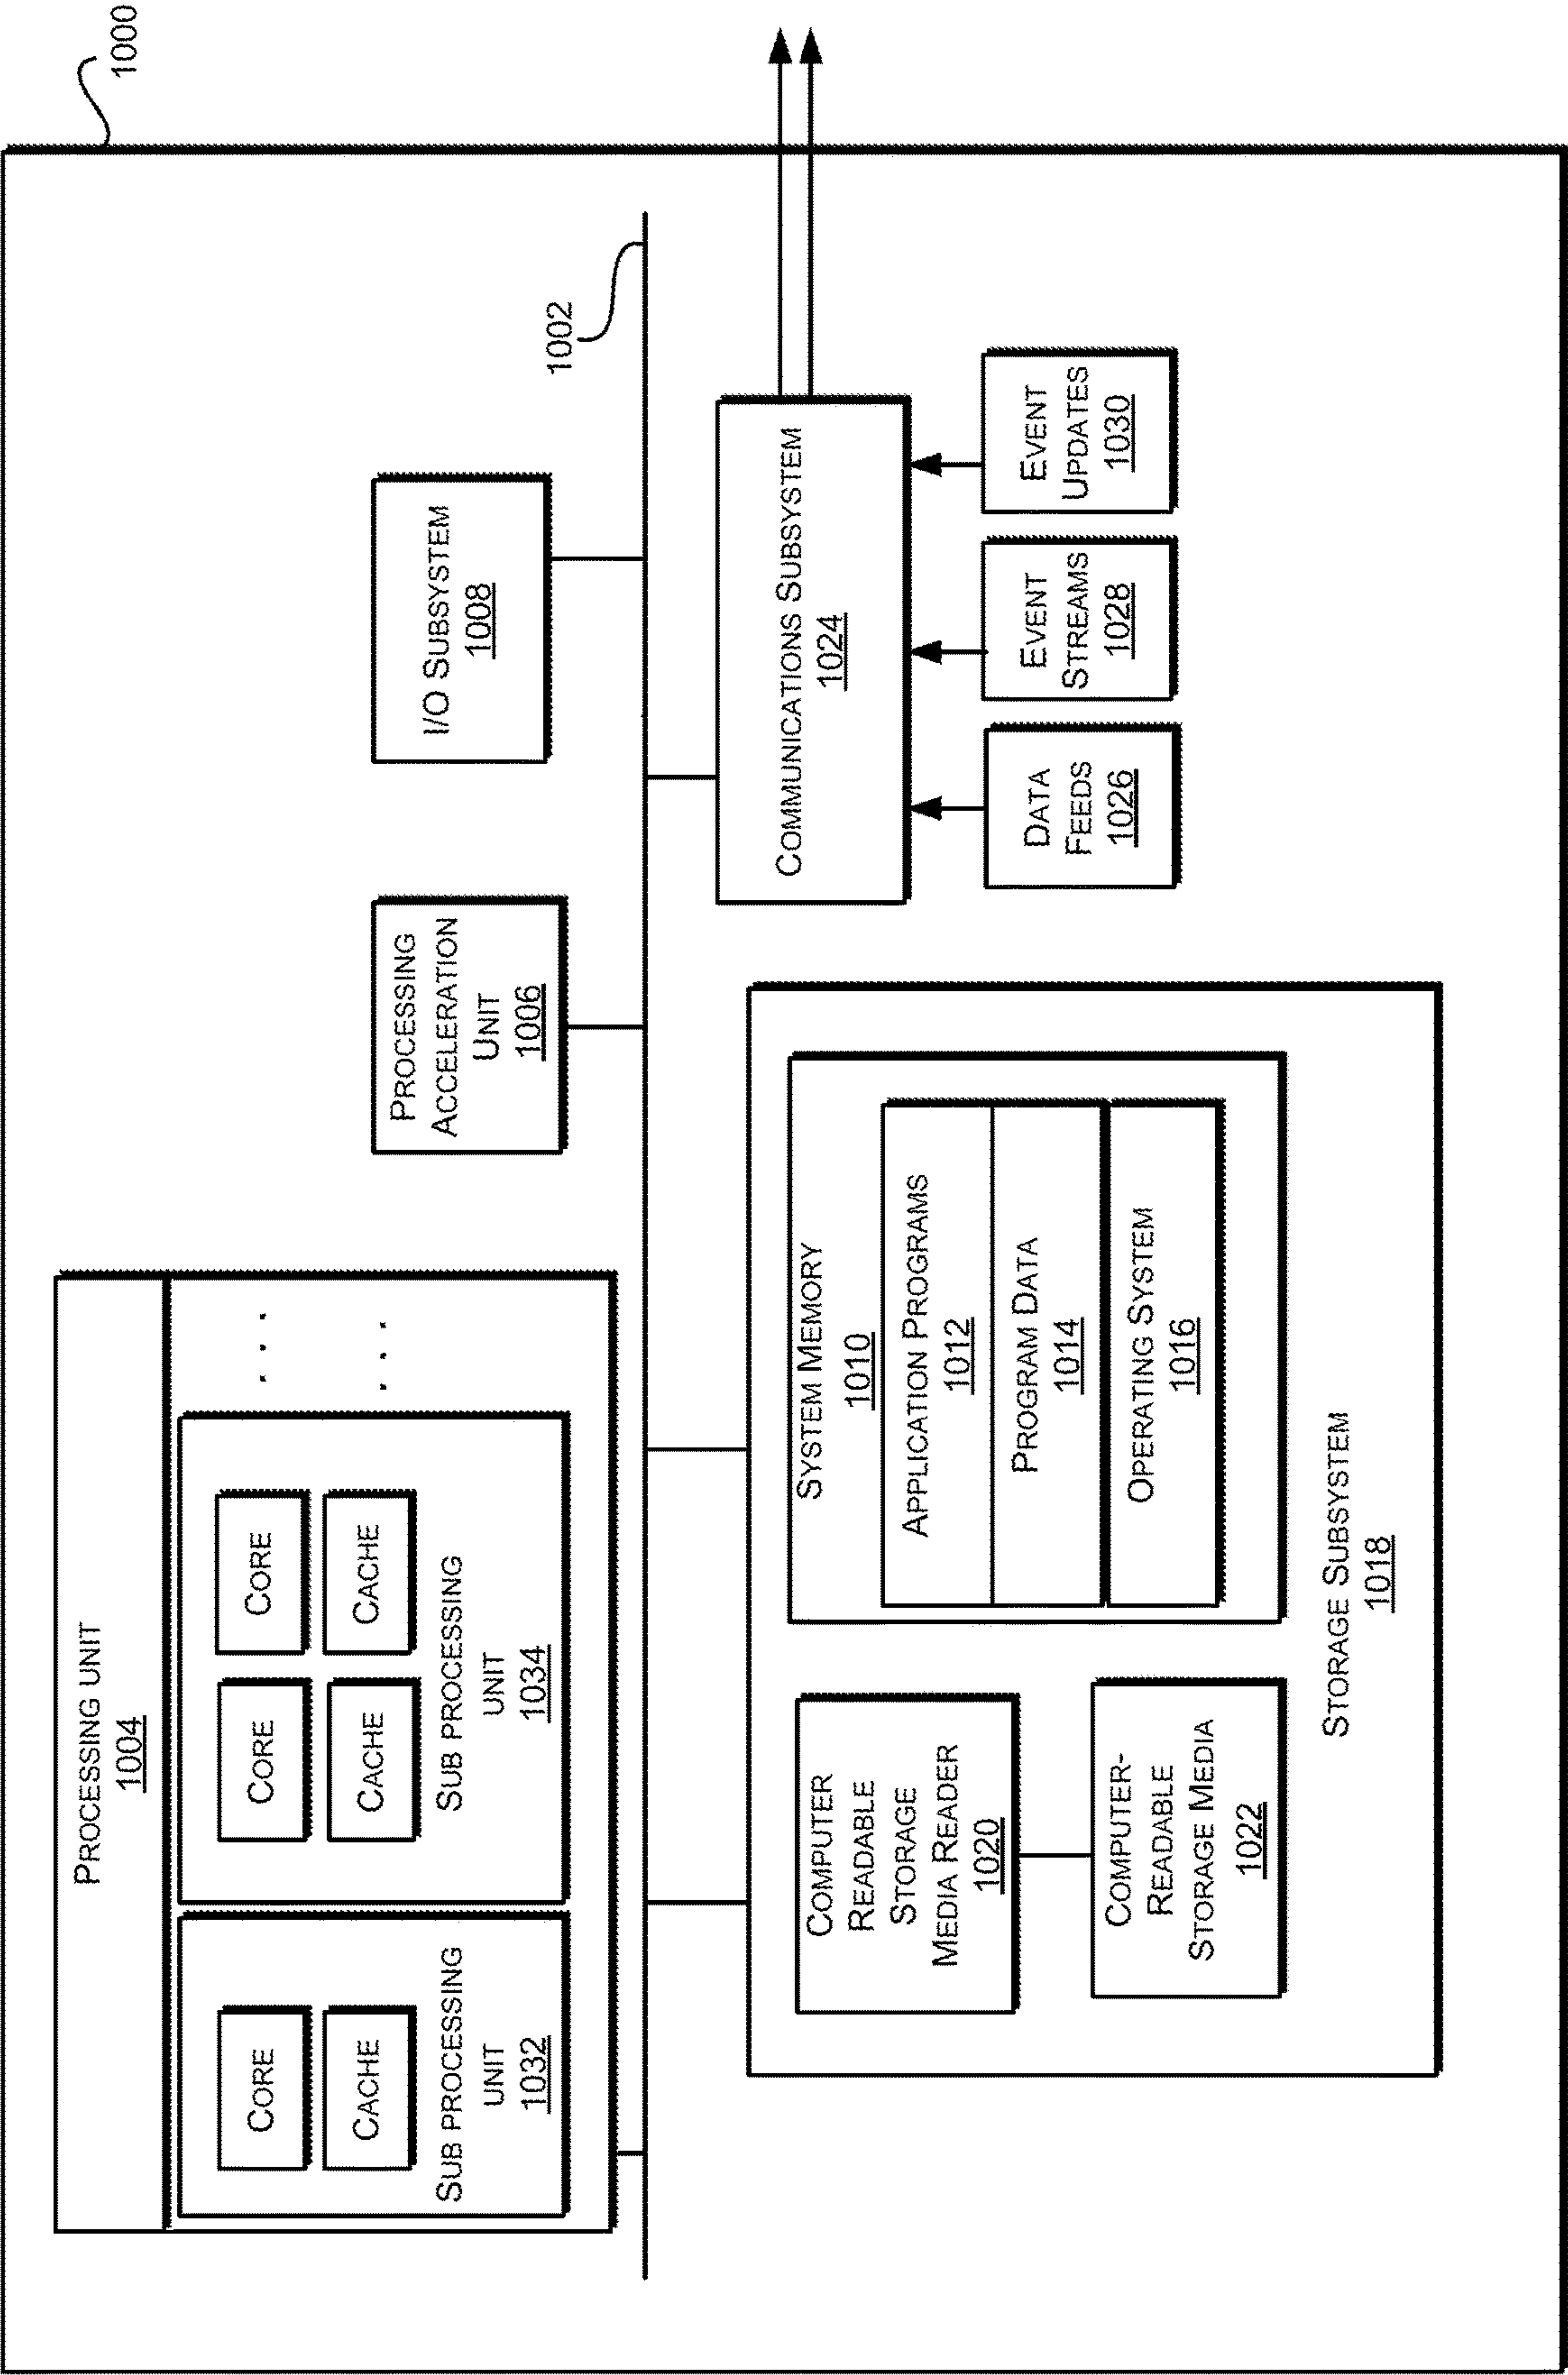 1000
PROCESSING UNIT
1004
CORE
CACHE
SUB PROCESSING
UNIT
1032
CORE
CORE
CACHE
CACHE
SUB PROCESSING
UNIT
1034
. . .
. . .
PROCESSING
ACCELERATION
UNIT
1006
I/O SUBSYSTEM
1008
1002
COMPUTER
READABLE
STORAGE
MEDIA READER
1020
COMPUTER-
READABLE
STORAGE MEDIA
1022
SYSTEM MEMORY
1010
APPLICATION PROGRAMS
1012
PROGRAM DATA
1014
OPERATING SYSTEM
1016
STORAGE SUBSYSTEM
1018
COMMUNICATIONS SUBSYSTEM
1024
DATA
FEEDS
1026
EVENT
STREAMS
1028
EVENT
UPDATES
1030